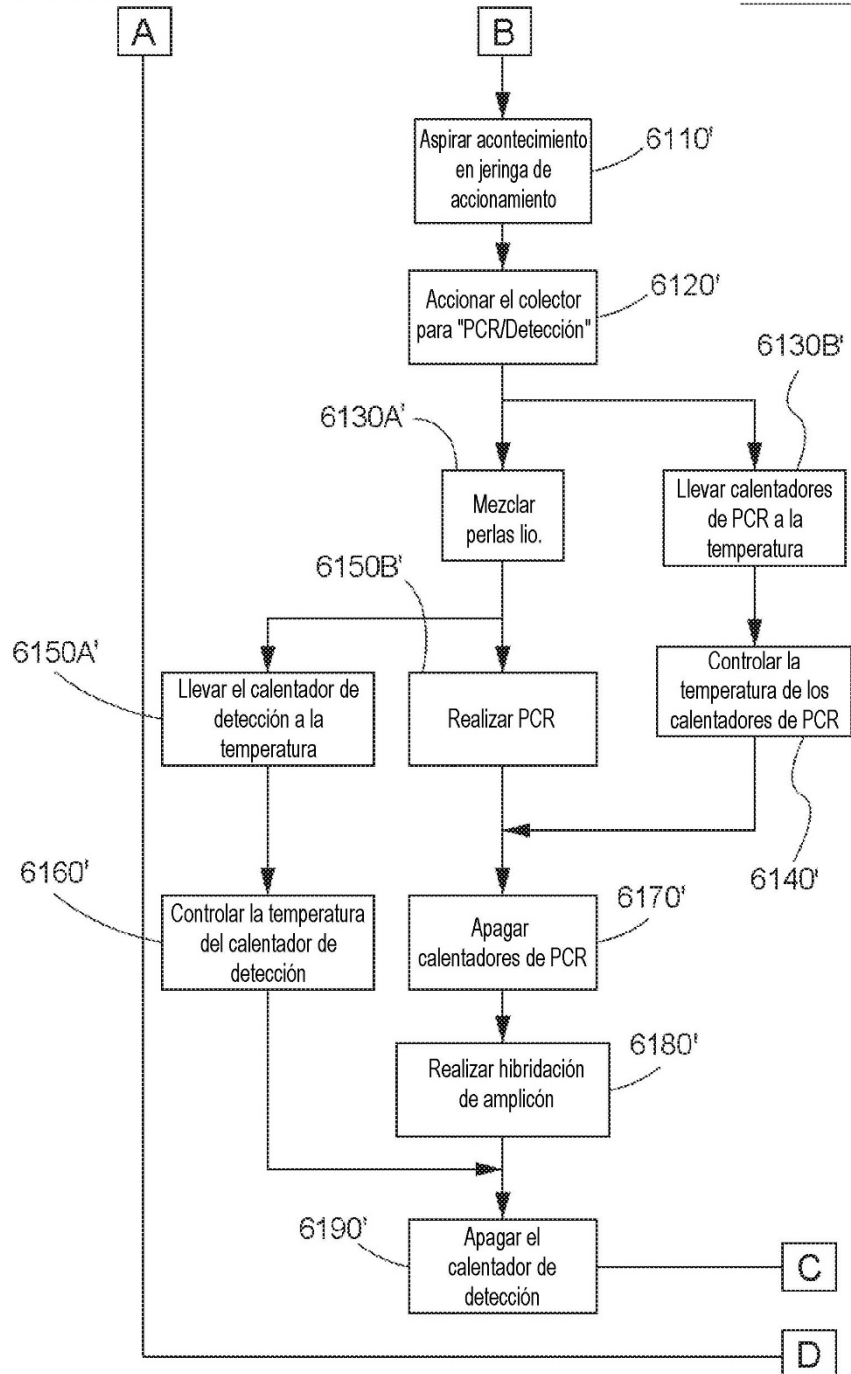 A
B
Aspirar acontecimiento
en jeringa de
accionamiento
6110'
Accionar el colector
para "PCR/Detección"
6120'
6130A'
6130B'
Mezclar
perlas lio.
Llevar calentadores
de PCR a la
temperatura
6150B'
6150A'
Llevar el calentador de
detección a la
temperatura
Realizar PCR
Controlar la
temperatura de los
calentadores de PCR
6140'
6160'
Controlar la temperatura
del calentador de
detección
6170'
Apagar
calentadores de PCR
6180'
Realizar hibridación
de amplicón
6190'
Apagar el
calentador de
detección
C
D